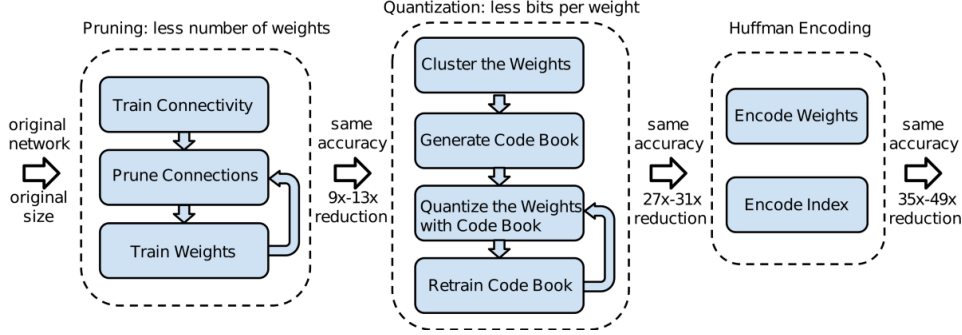 Pruning: less number of weights
Train Connectivity
Prune Connections
Train Weights
original
network
original
size
same
accuracy
9x-13x
reduction
Quantization: less bits per weight
Cluster the Weights
Generate Code Book
Quantize the Weights
with Code Book
Retrain Code Book
same
accuracy
27x-31x
reduction
Huffman Encoding
Encode Weights
Encode Index
same
accuracy
35x-49x
reduction